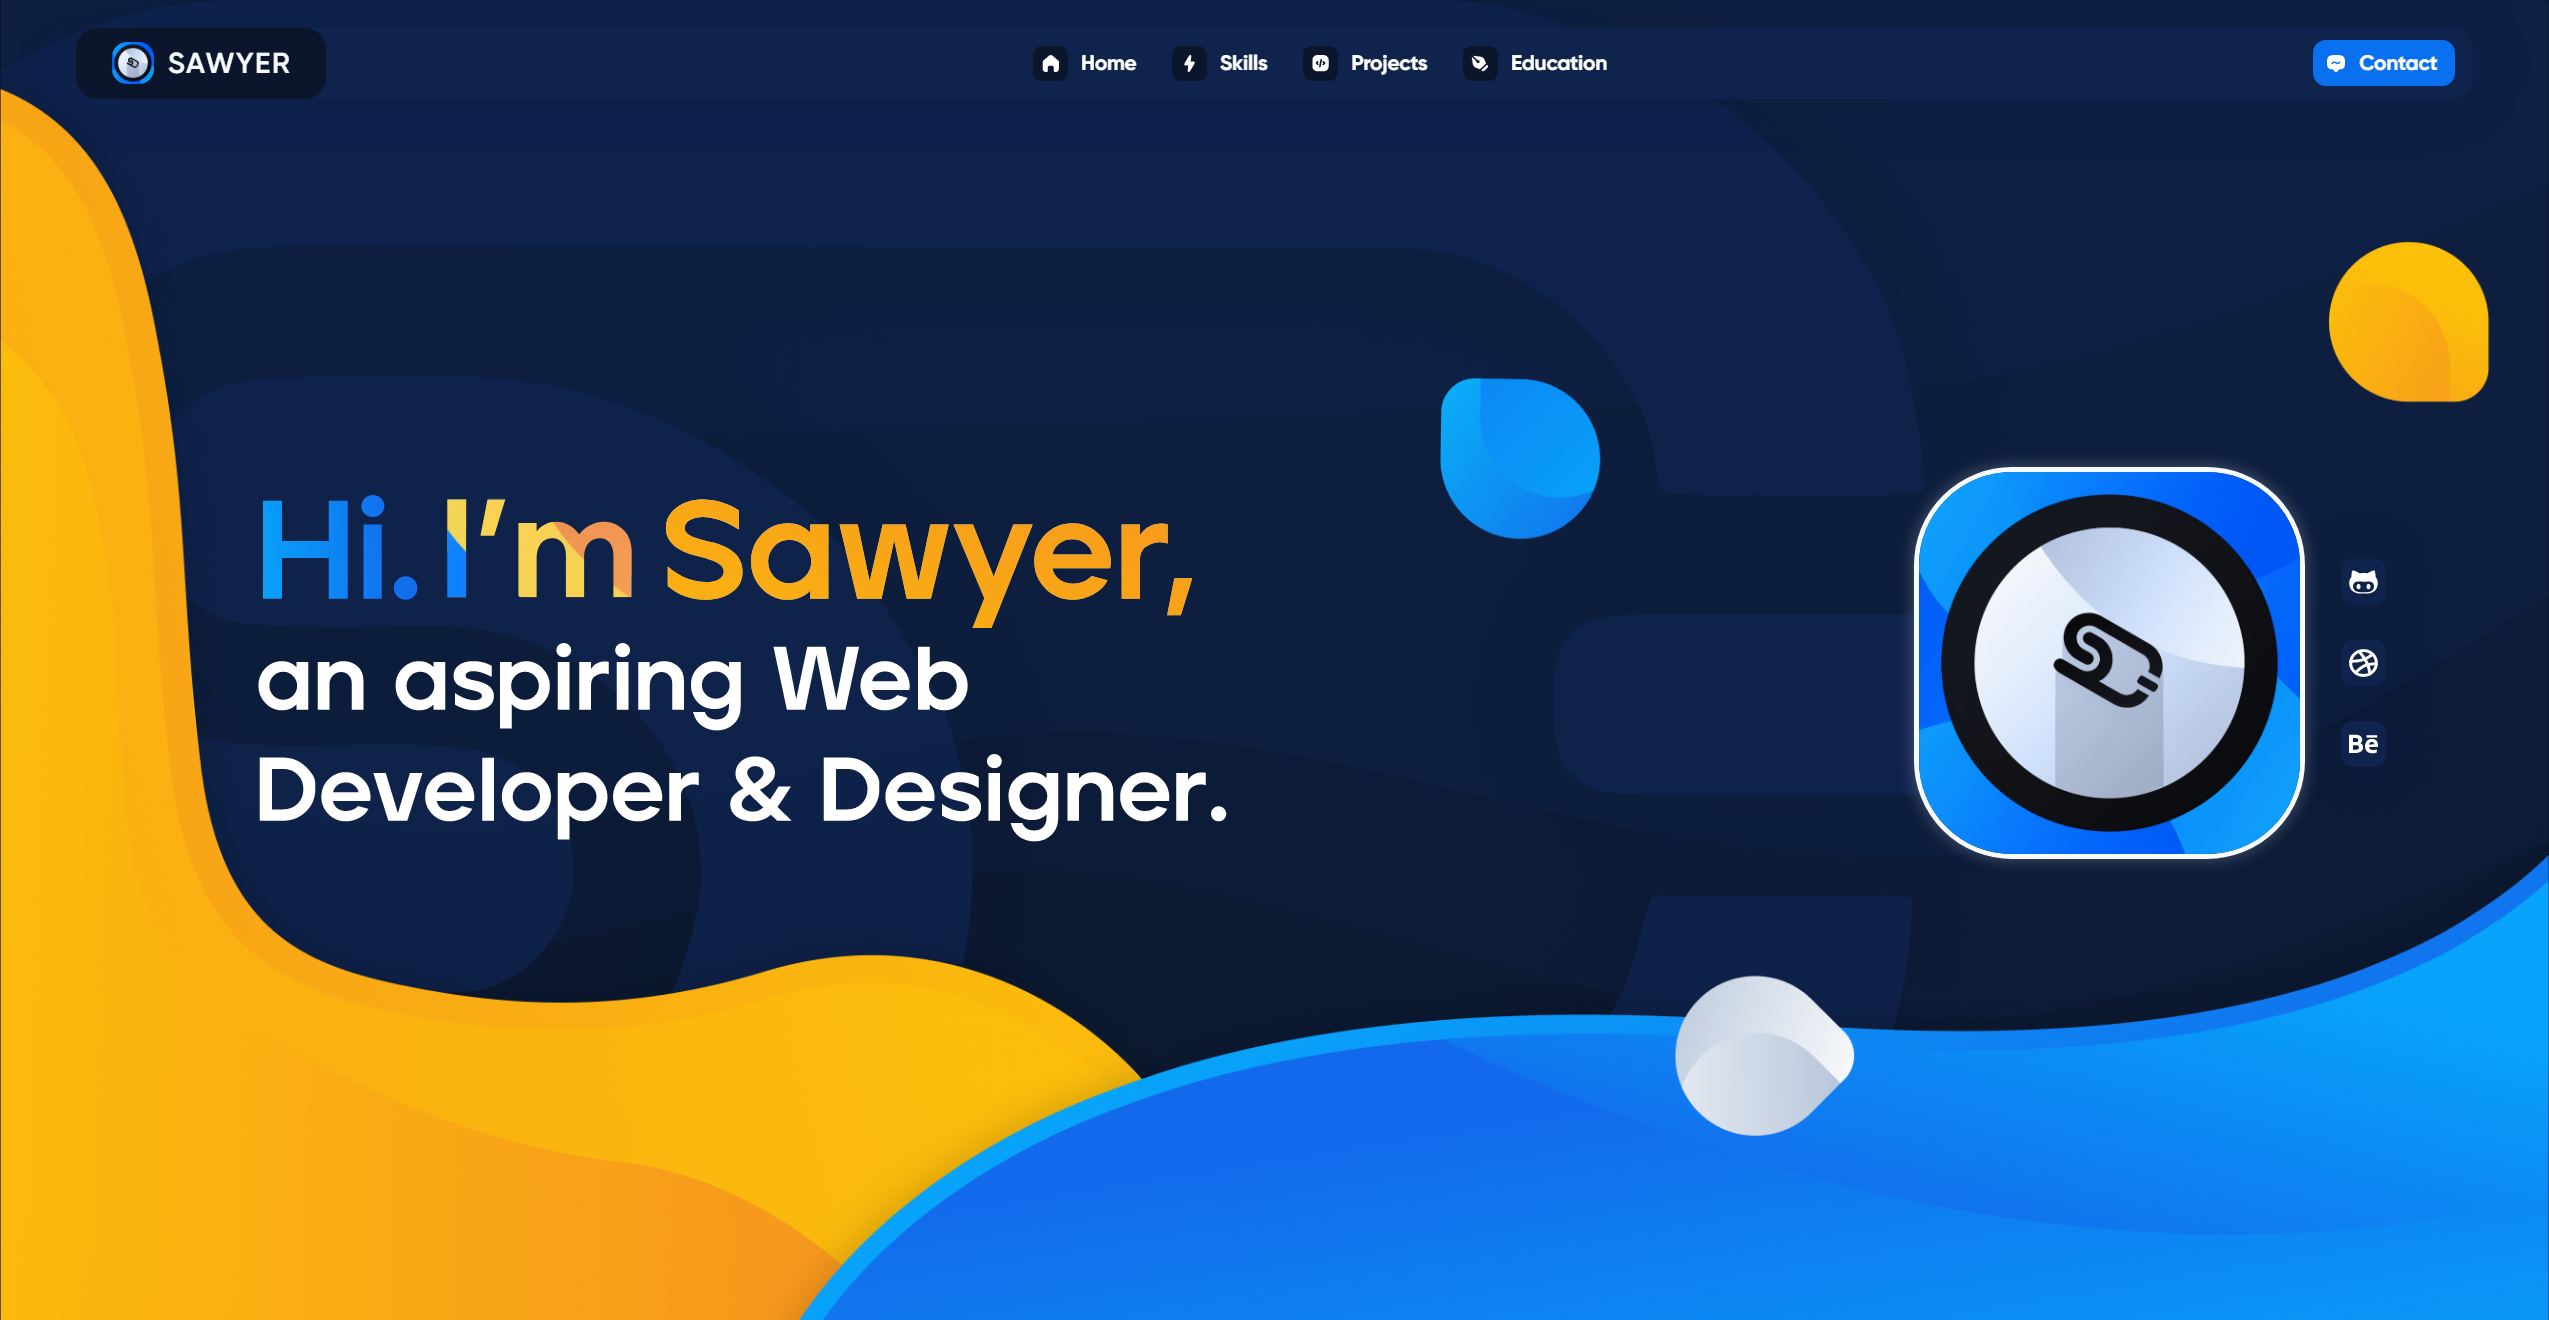 SAWYER
Home
Skills
Projects
Education
Contact
Hi. I’m Sawyer,
an aspiring Web
Developer & Designer.
Bē